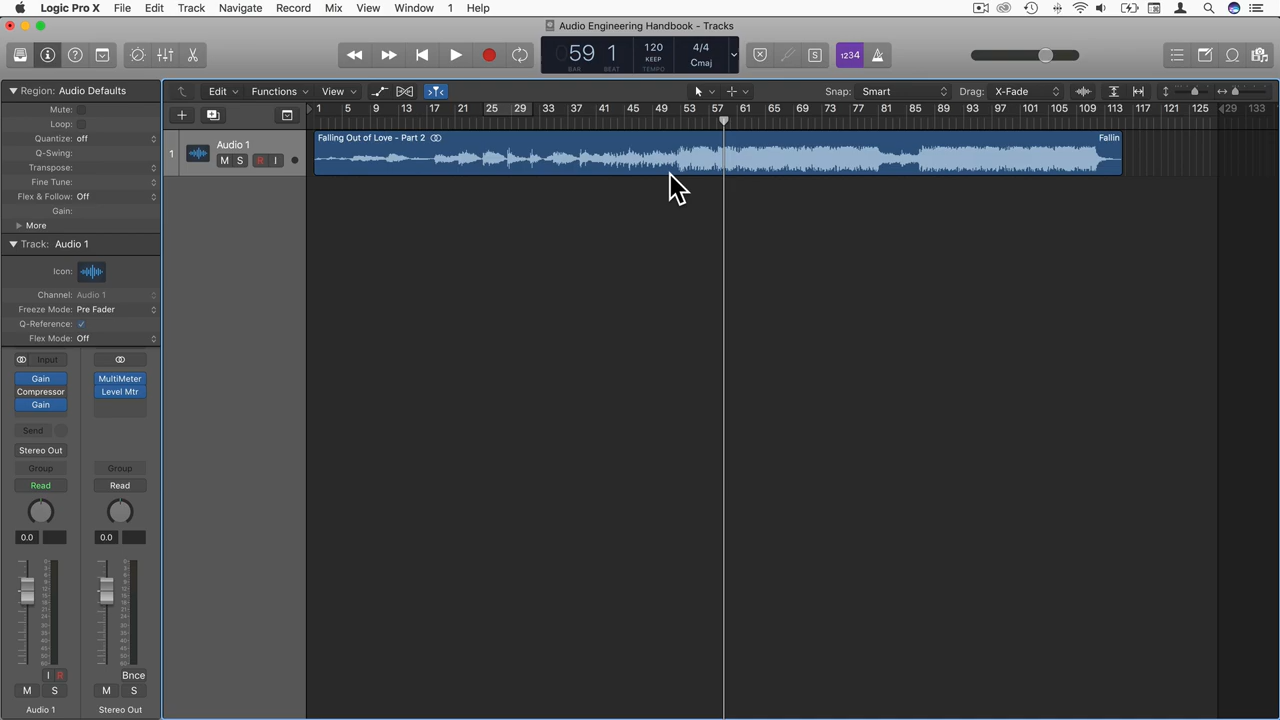 Logic Pro X File Edit Track Navigate Record Mix View Window 1 Help
Audio Engineering Handbook - Tracks
59 1 120 4/4
KEEP Cmaj
BAR BEAT TEMPO
1234
Region: Audio Defaults
Edit Functions View Snap: Smart Drag: X-Fade
Mute:
1 5 9 13 17 21 25 29 33 37 41 45 49 53 57 61 65 69 73 77 81 85 89 93 97 101 105 109 113 117 121 125 29 133
Loop:
Quantize: off
Falling Out of Love - Part 2 Fallin
1 Audio 1
M S R I
Q-Swing:
Transpose:
Fine Tune:
Flex & Follow: Off
Gain:
More
Track: Audio 1
Icon:
Channel: Audio 1
Freeze Mode: Pre Fader
Q-Reference:
Flex Mode: Off
Input
Gain MultiMeter
Compressor Level Mtr
Gain
Send
Stereo Out
Group Group
Read Read
0.0 0.0
I R Bnce
M S M S
Audio 1 Stereo Out